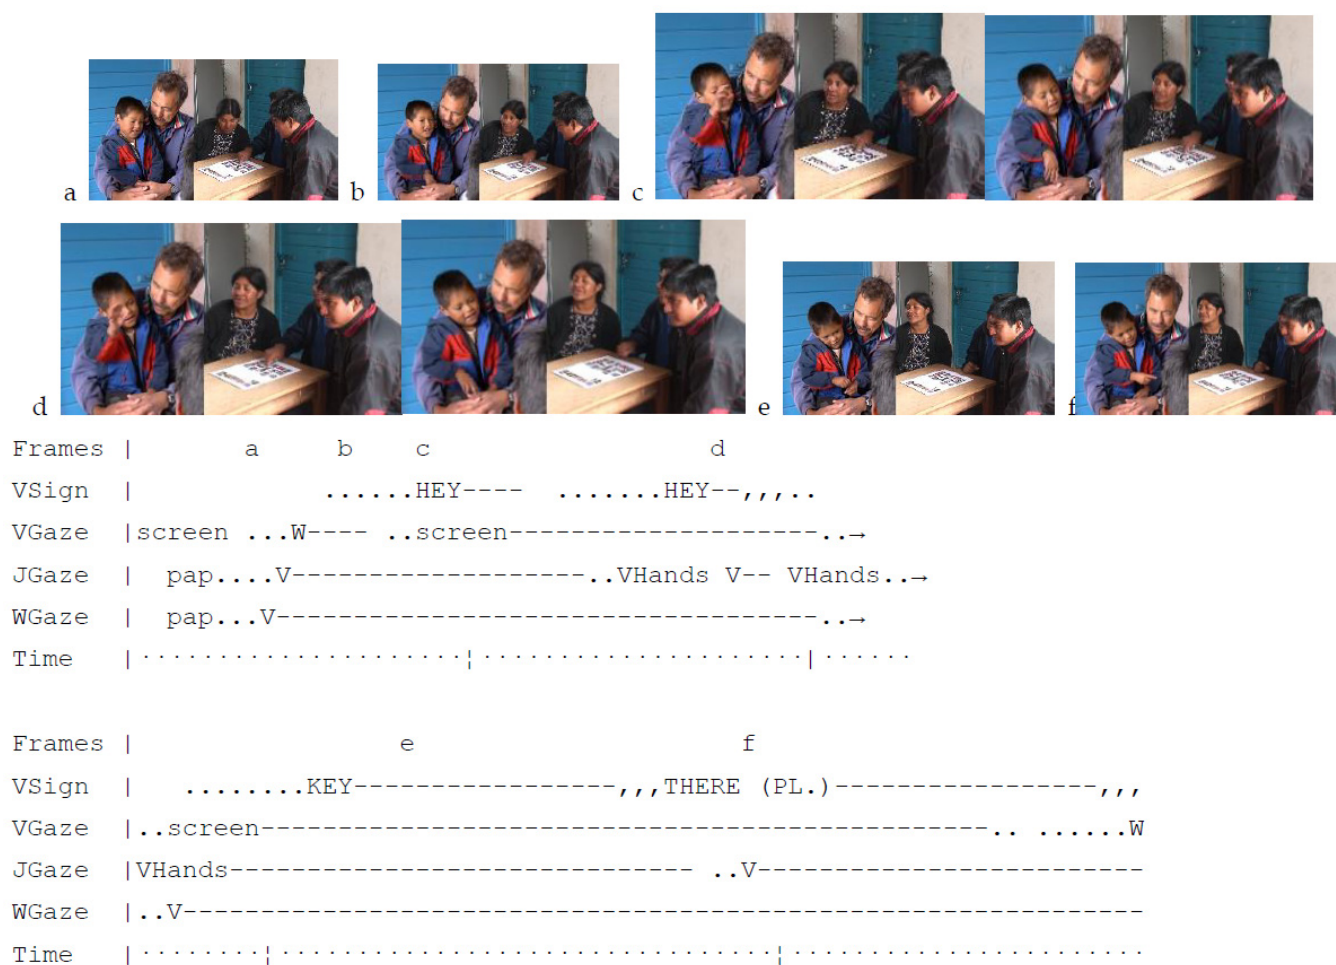 a b c
d e f
Frames | a b c d
VSign | ......HEY---- .......HEY--,,,..
VGaze |screen ...W---- ..screen--------------------..→
JGaze | pap....V-------------------..VHands V-- VHands..→
WGaze | pap...V-----------------------------------..→
Time | ·····················¦·····················|······
Frames | e f
VSign | ........KEY-----------------,,,THERE (PL.)-----------------,,,
VGaze |..screen----------------------------------------------- .. ......W
JGaze |VHands------------------------------ ..V-------------------------
WGaze |..V--------------------------------------------------------------
Time | ········¦································¦·······················